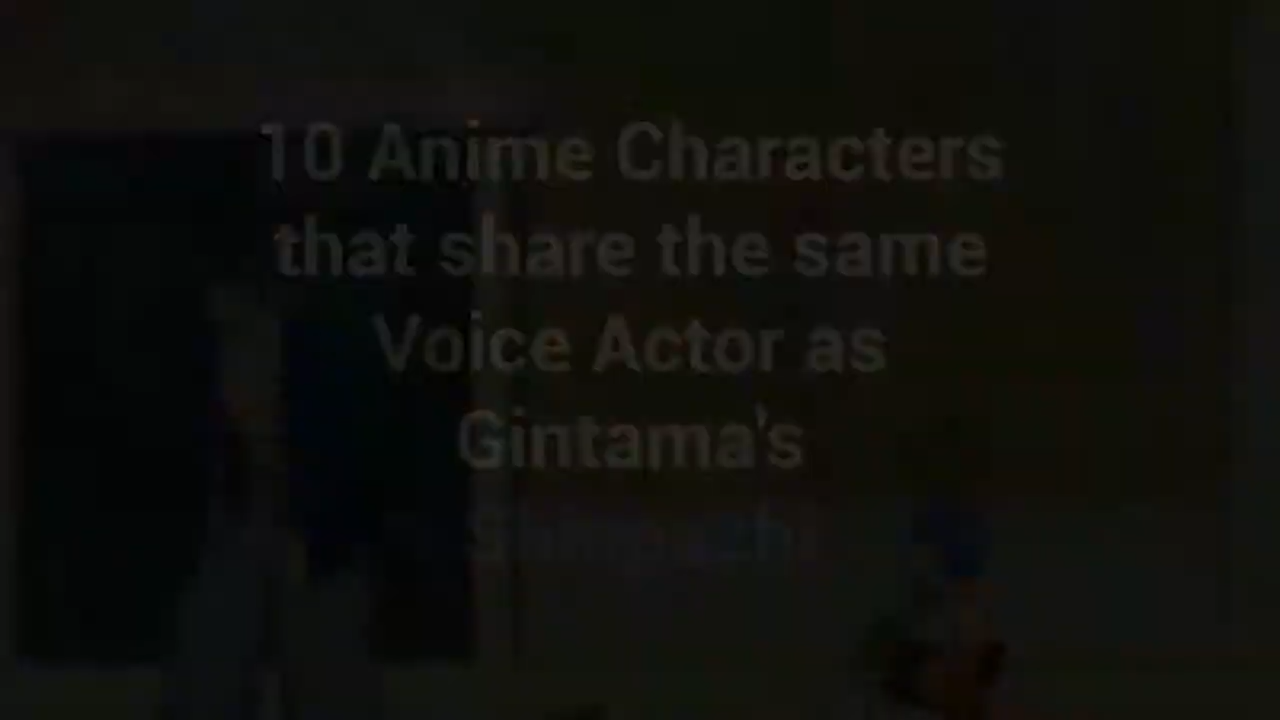 10 Anime Characters
that share the same
Voice Actor as
Gintama's